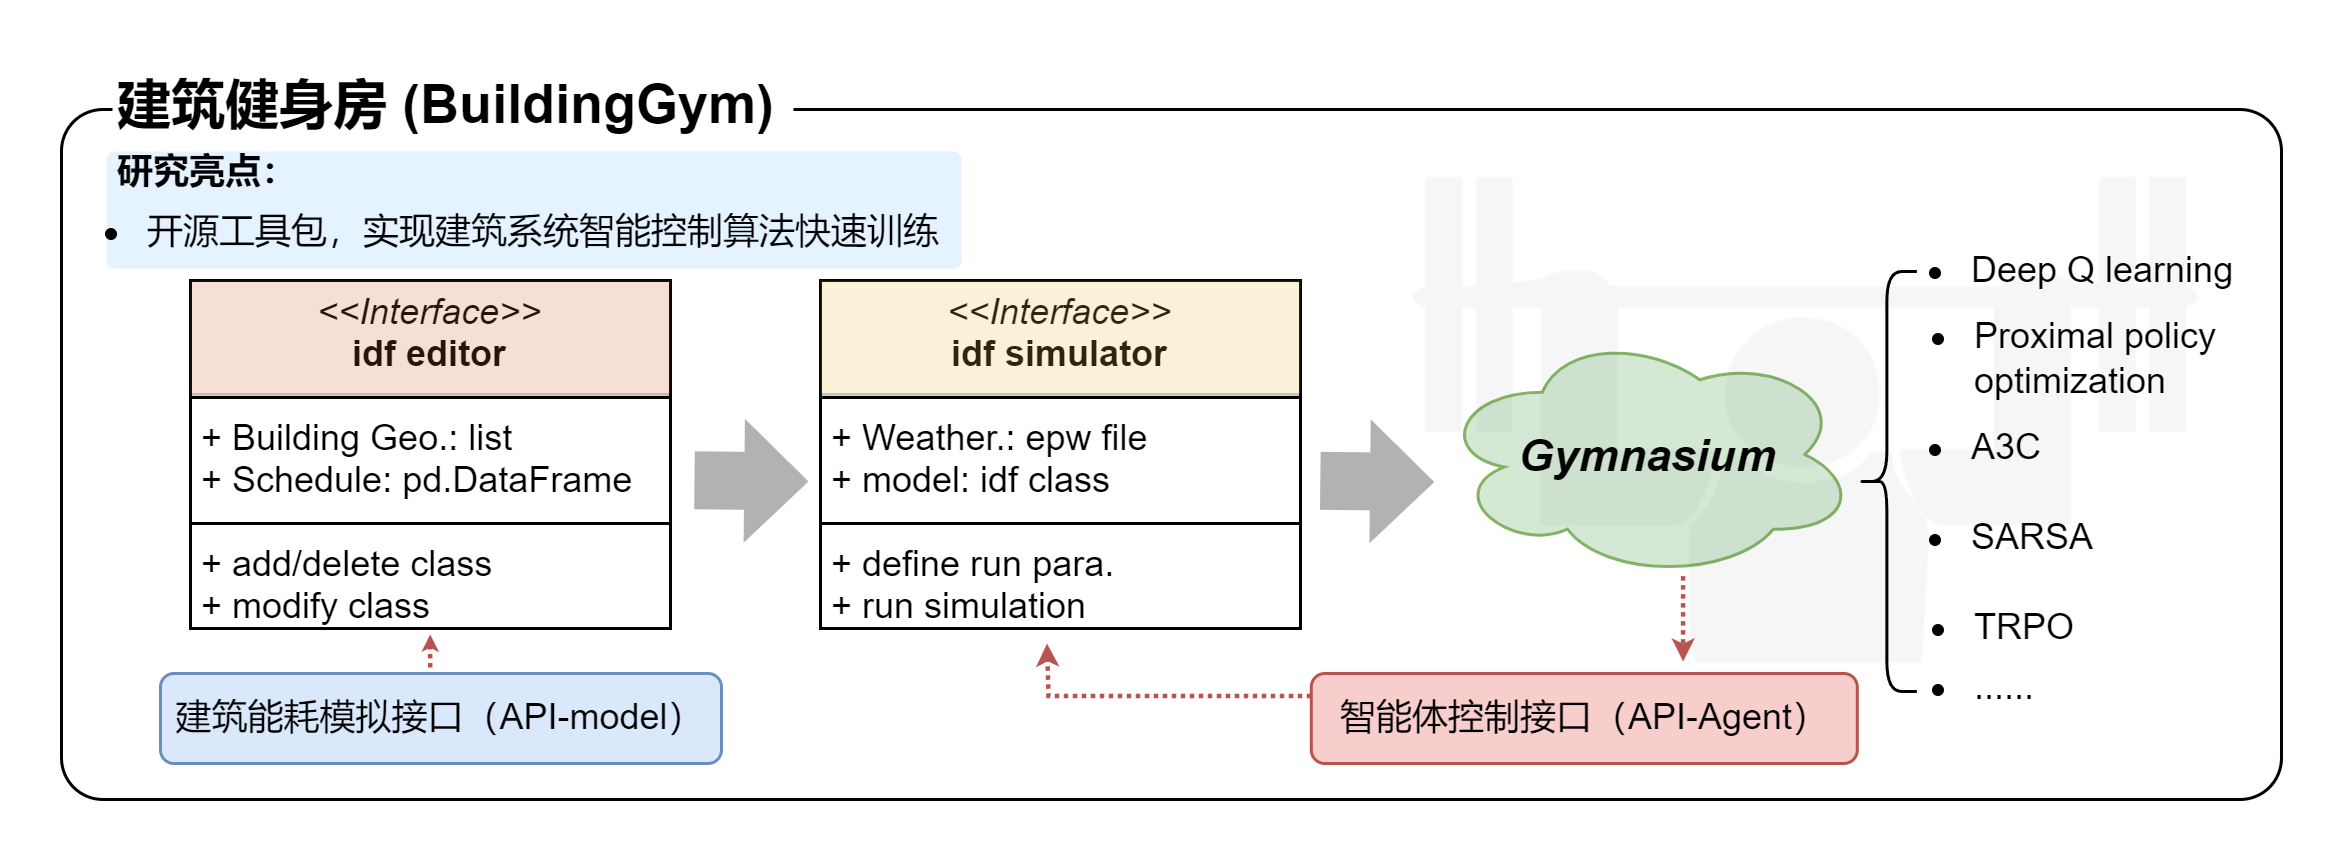 建筑健身房 (BuildingGym)
研究亮点：
• 开源工具包，实现建筑系统智能控制算法快速训练
<<Interface>>
idf editor
+ Building Geo.: list
+ Schedule: pd.DataFrame
+ add/delete class
+ modify class
<<Interface>>
idf simulator
+ Weather.: epw file
+ model: idf class
+ define run para.
+ run simulation
Gymnasium
• Deep Q learning
• Proximal policy
optimization
• A3C
• SARSA
• TRPO
• ......
建筑能耗模拟接口（API-model）
智能体控制接口（API-Agent）